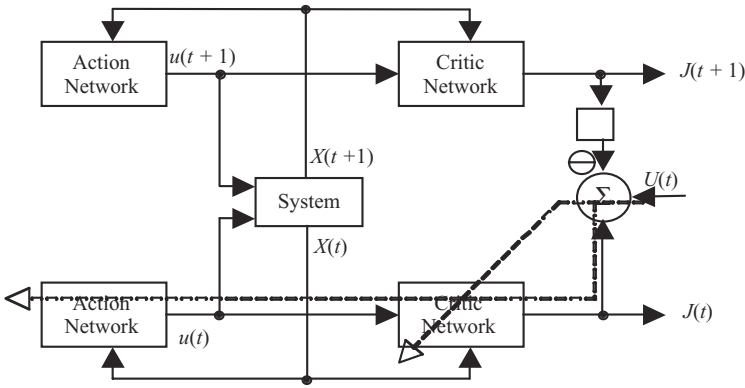 Action
Network
u(t + 1)
Critic
Network
J(t + 1)
X(t +1)
System
Σ
U(t)
X(t)
Action
Network
u(t)
Critic
Network
J(t)